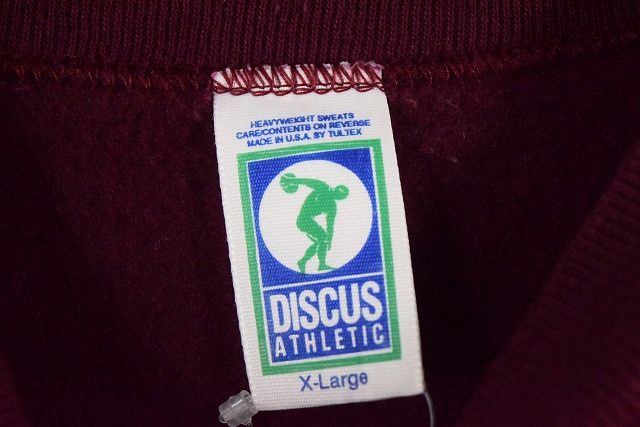 HEAVYWEIGHT SWEATS
CARE/CONTENTS ON REVERSE
MADE IN U.S.A. BY TULTEX
DISCUS
ATHLETIC
X-Large